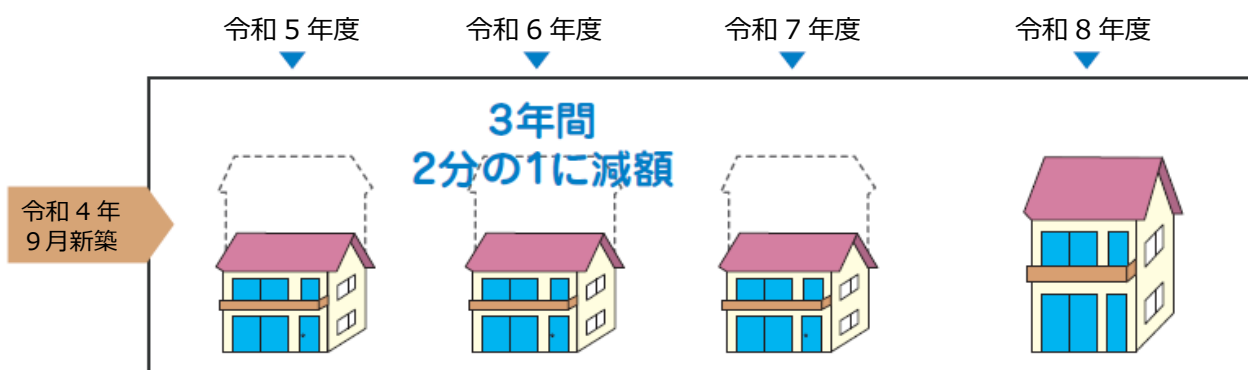 令和５年度
令和６年度
令和７年度
令和８年度
3年間
2分の1に減額
令和４年
９月新築